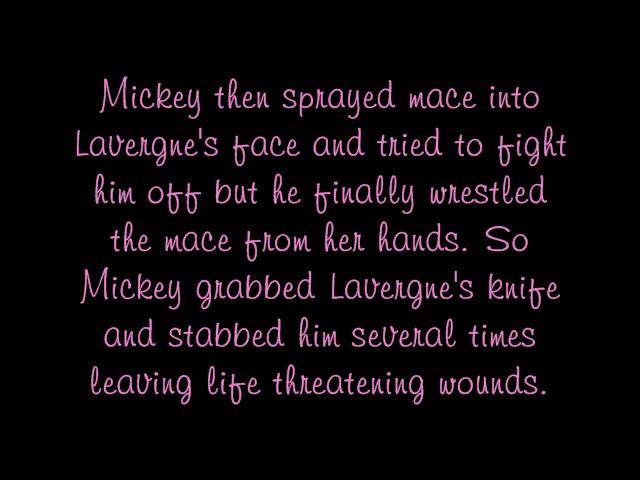 Mickey then sprayed mace into
Lavergne's face and tried to fight
him off but he finally wrestled
the mace from her hands. So
Mickey grabbed Lavergne's knife
and stabbed him several times
leaving life threatening wounds.